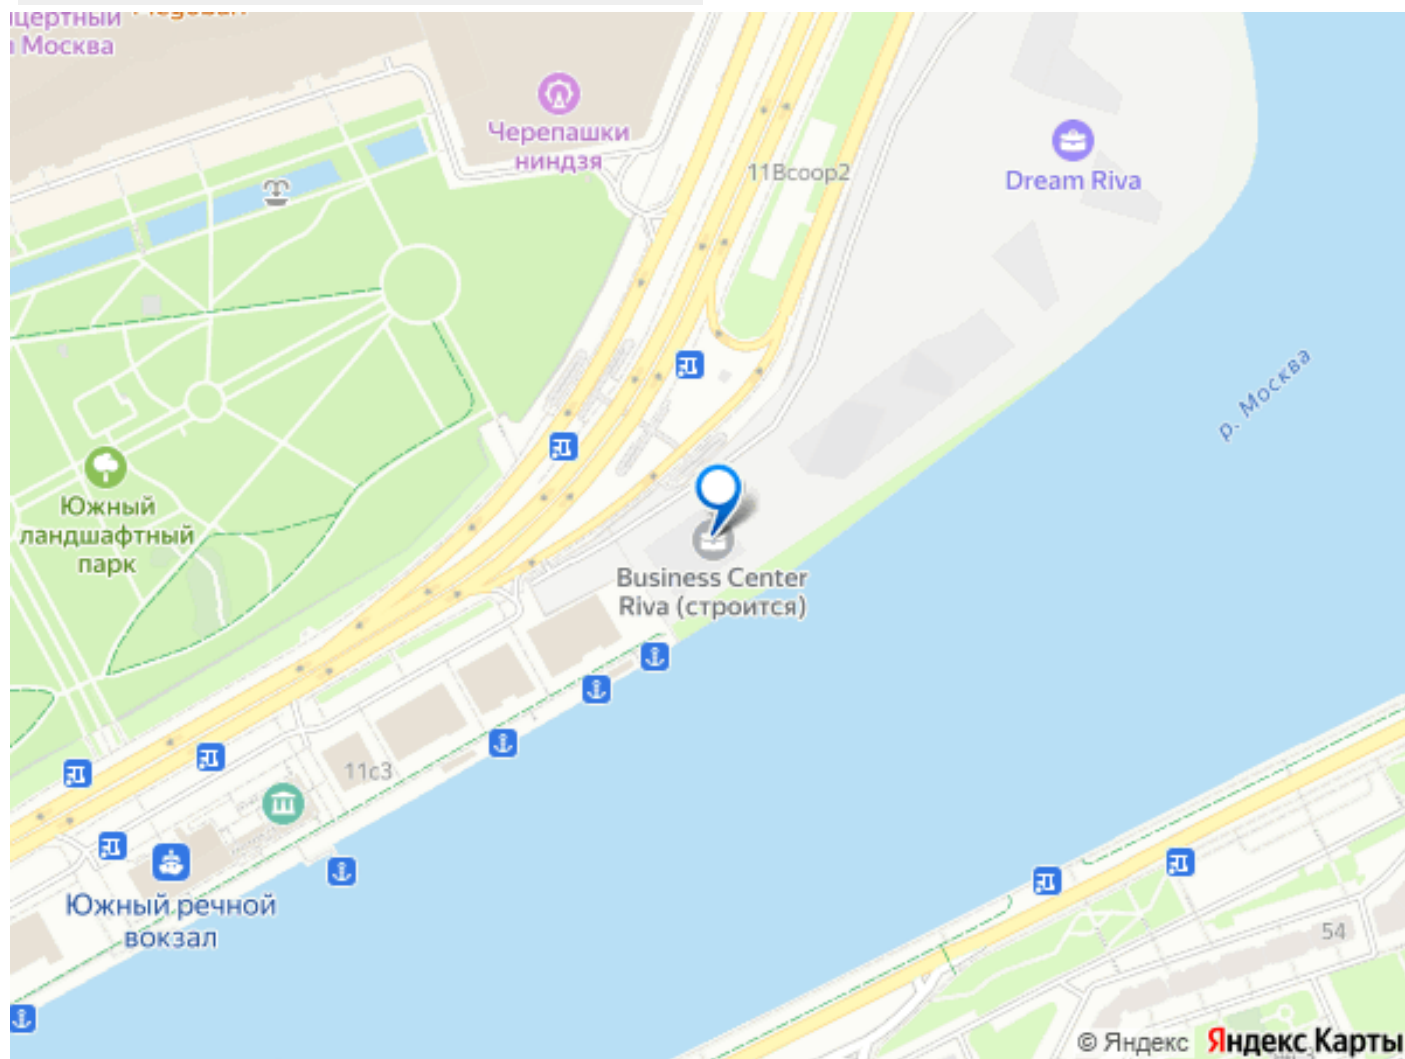 цертный
Москва
Черепашки
ниндзя
11Всоор2
Dream Riva
р. Москва
Южный
ландшафтный
парк
Business Center
Riva (строится)
11с3
Южный речной
вокзал
54
© Яндекс Яндекс Карты